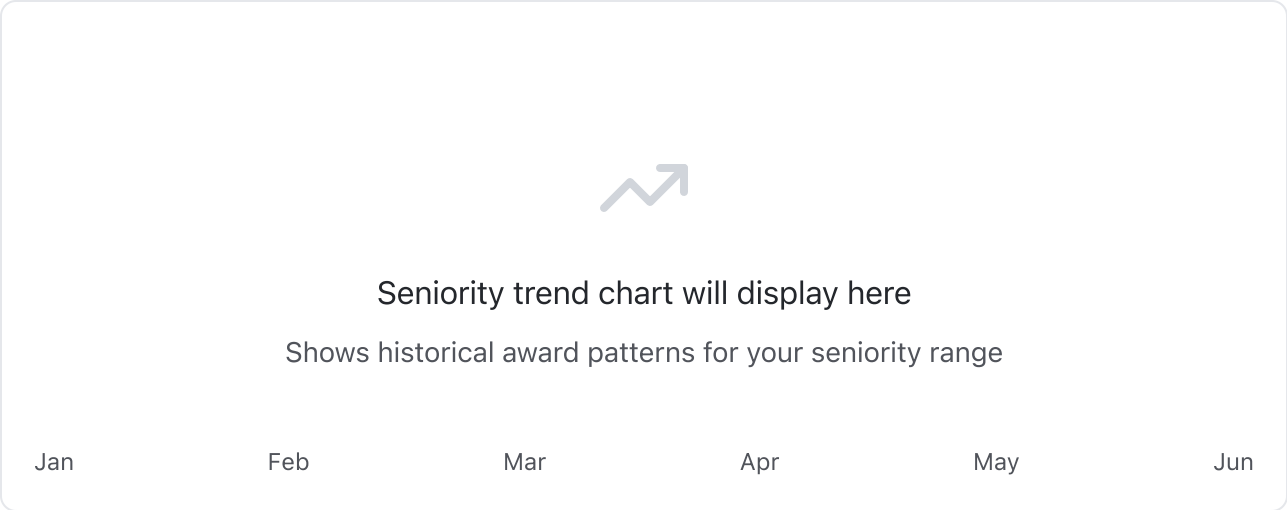 Seniority trend chart will display here
Shows historical award patterns for your seniority range
Jan Feb Mar Apr May Jun